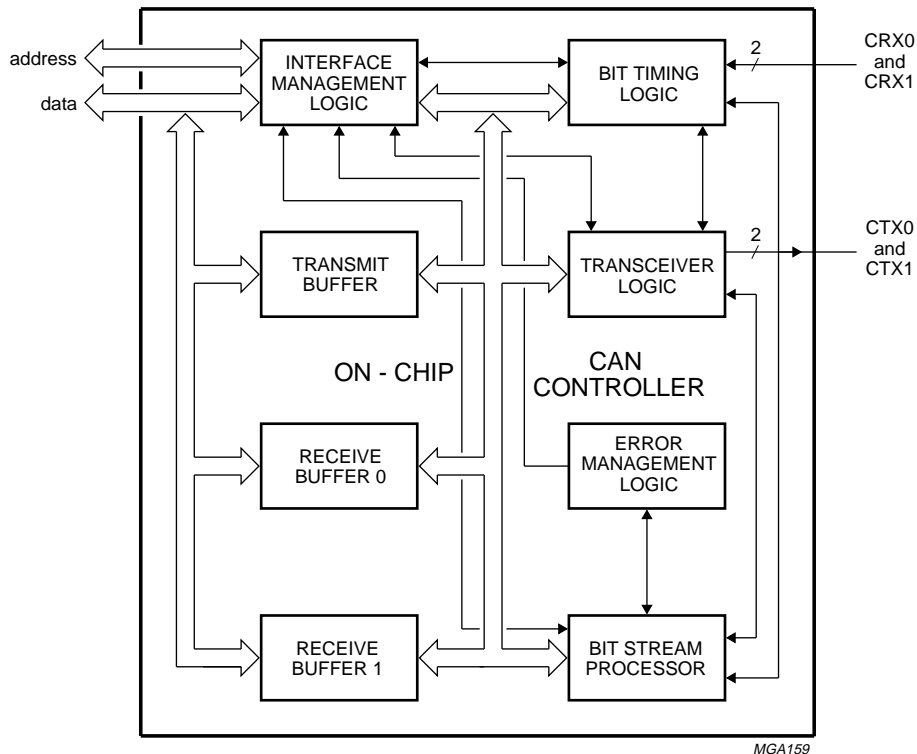 address
data
INTERFACE
MANAGEMENT
LOGIC
BIT TIMING
LOGIC
2
CRX0
and
CRX1
TRANSMIT
BUFFER
TRANSCEIVER
LOGIC
2
CTX0
and
CTX1
ON - CHIP
CAN
CONTROLLER
RECEIVE
BUFFER 0
ERROR
MANAGEMENT
LOGIC
RECEIVE
BUFFER 1
BIT STREAM
PROCESSOR
MGA159